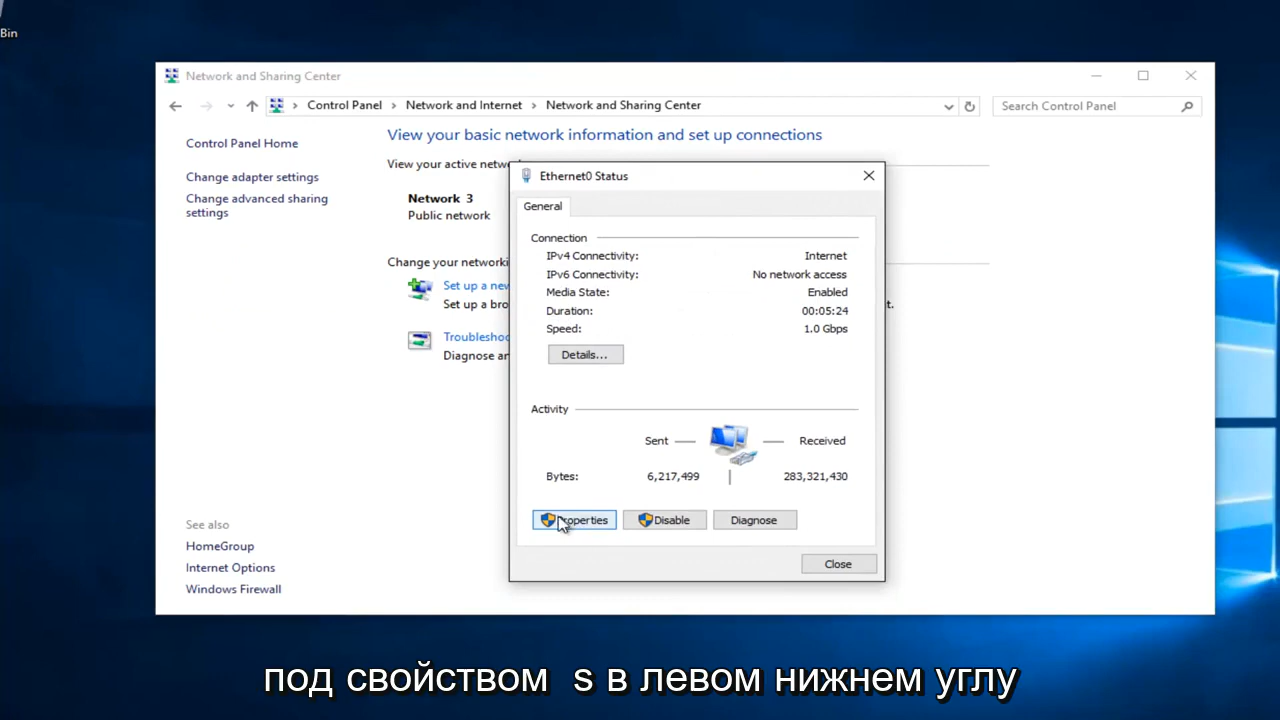 Bin
Network and Sharing Center
Control Panel
Network and Internet
Network and Sharing Center
Search Control Panel
Control Panel Home
Change adapter settings
Change advanced sharing
settings
See also
HomeGroup
Internet Options
Windows Firewall
View your basic network information and set up connections
View your active netwo
Network 3
Public network
Change your networki
Set up a new
Set up a bro
t.
Troubleshoo
Diagnose an
Ethernet0 Status
General
Connection
IPv4 Connectivity: Internet
IPv6 Connectivity: No network access
Media State: Enabled
Duration: 00:05:24
Speed: 1.0 Gbps
Details...
Activity
Sent Received
Bytes: 6,217,499 283,321,430
Properties Disable Diagnose
Close
под свойством s в левом нижнем углу